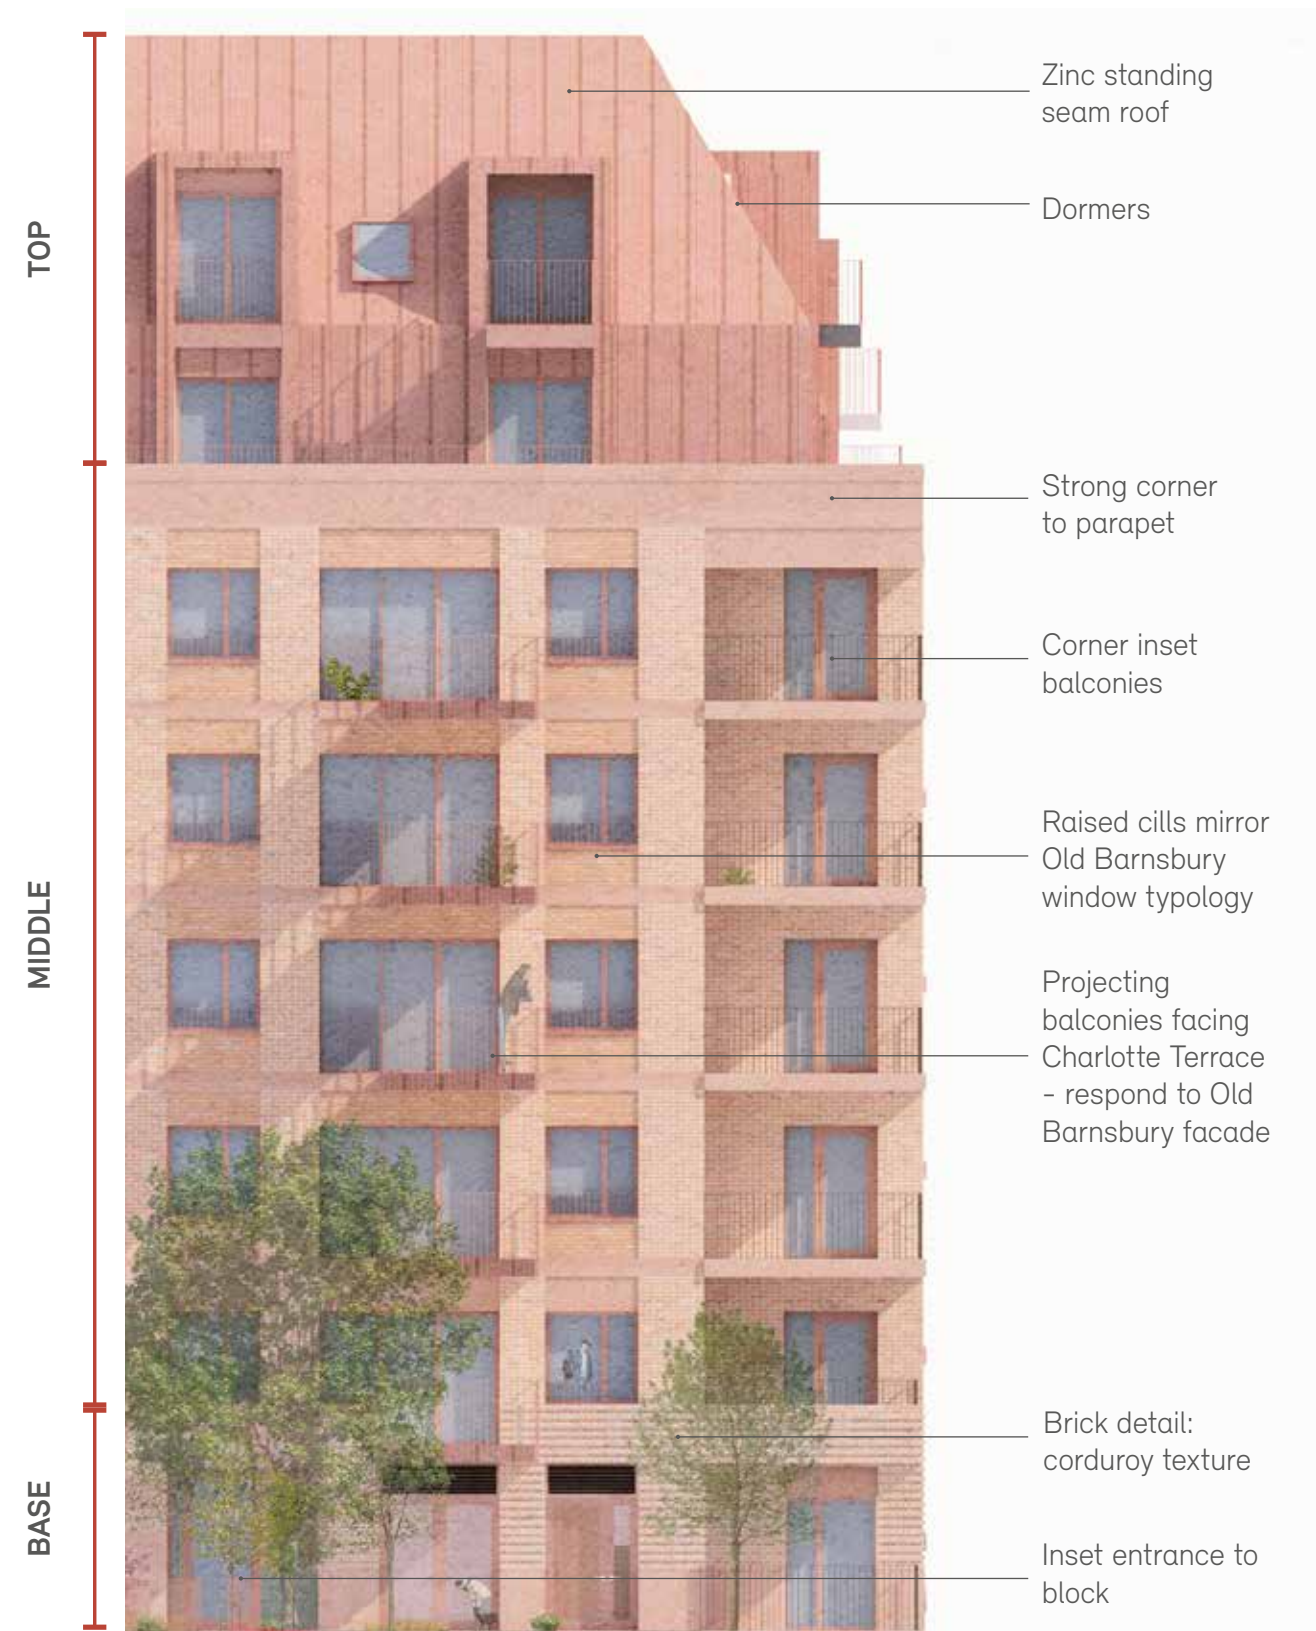 TOP
Zinc standing
seam roof
Dormers
MIDDLE
Strong corner
to parapet
Corner inset
balconies
Raised cills mirror
Old Barnsbury
window typology
Projecting
balconies facing
Charlotte Terrace
- respond to Old
Barnsbury facade
BASE
Brick detail:
corduroy texture
Inset entrance to
block